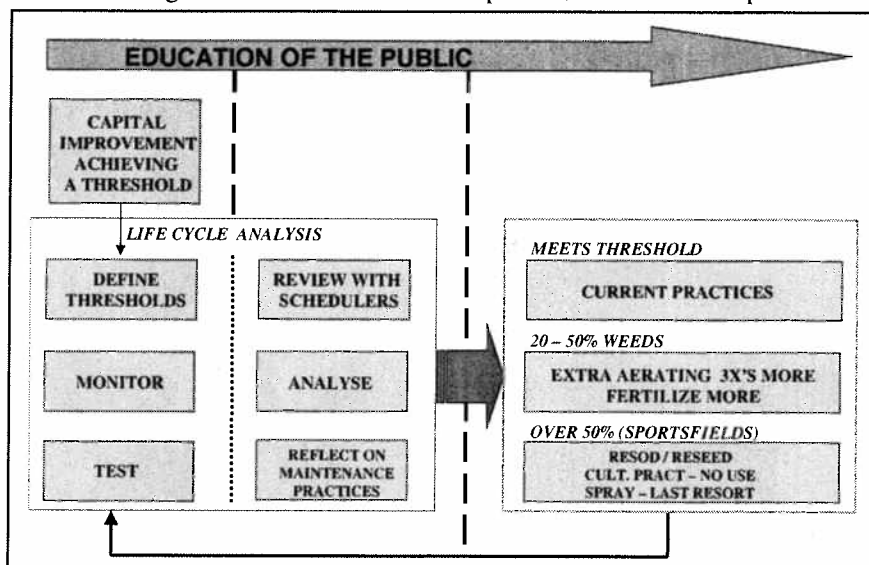 EDUCATION OF THE PUBLIC
CAPITAL
IMPROVEMENT
ACHIEVING
A THRESHOLD
LIFE CYCLE ANALYSIS
DEFINE
THRESHOLDS
REVIEW WITH
SCHEDULERS
MONITOR
ANALYSE
TEST
REFLECT ON
MAINTENANCE
PRACTICES
MEETS THRESHOLD
CURRENT PRACTICES
20 – 50% WEEDS
EXTRA AERATING 3X'S MORE
FERTILIZE MORE
OVER 50% (SPORTSFIELDS)
RESOD / RESEED
CULT. PRACT – NO USE
SPRAY – LAST RESORT